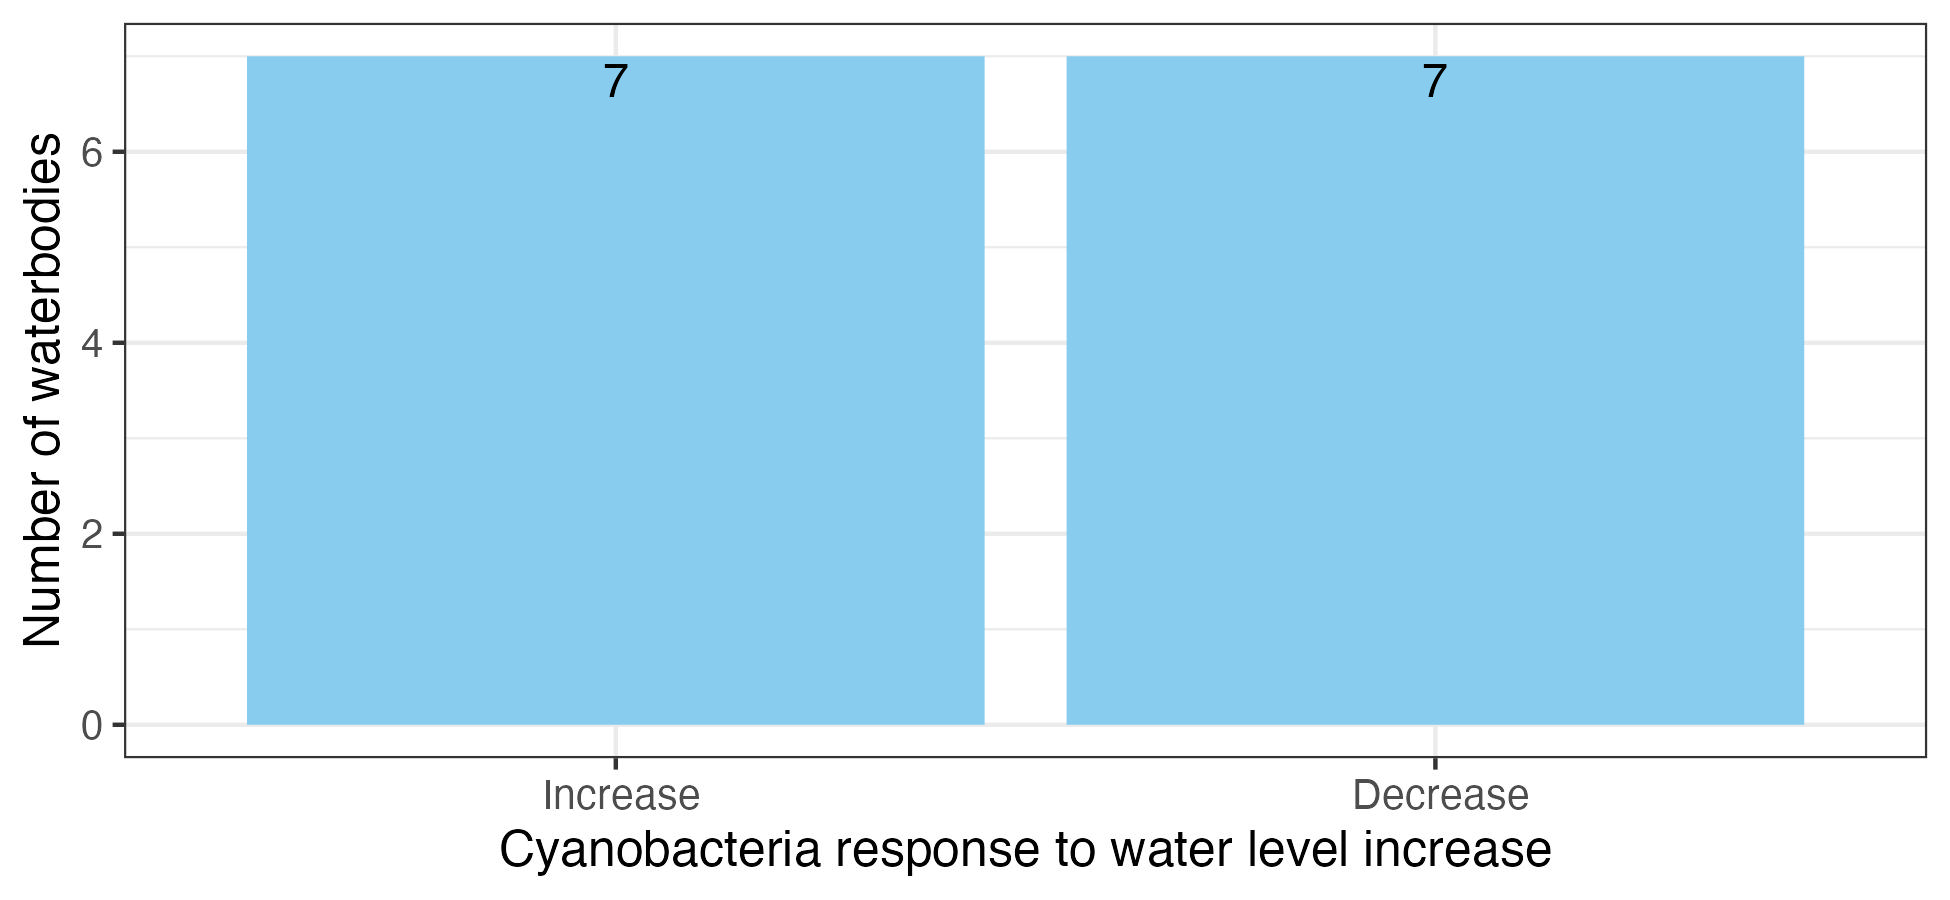 7
7
Number of waterbodies
6
4
2
0
Increase
Decrease
Cyanobacteria response to water level increase